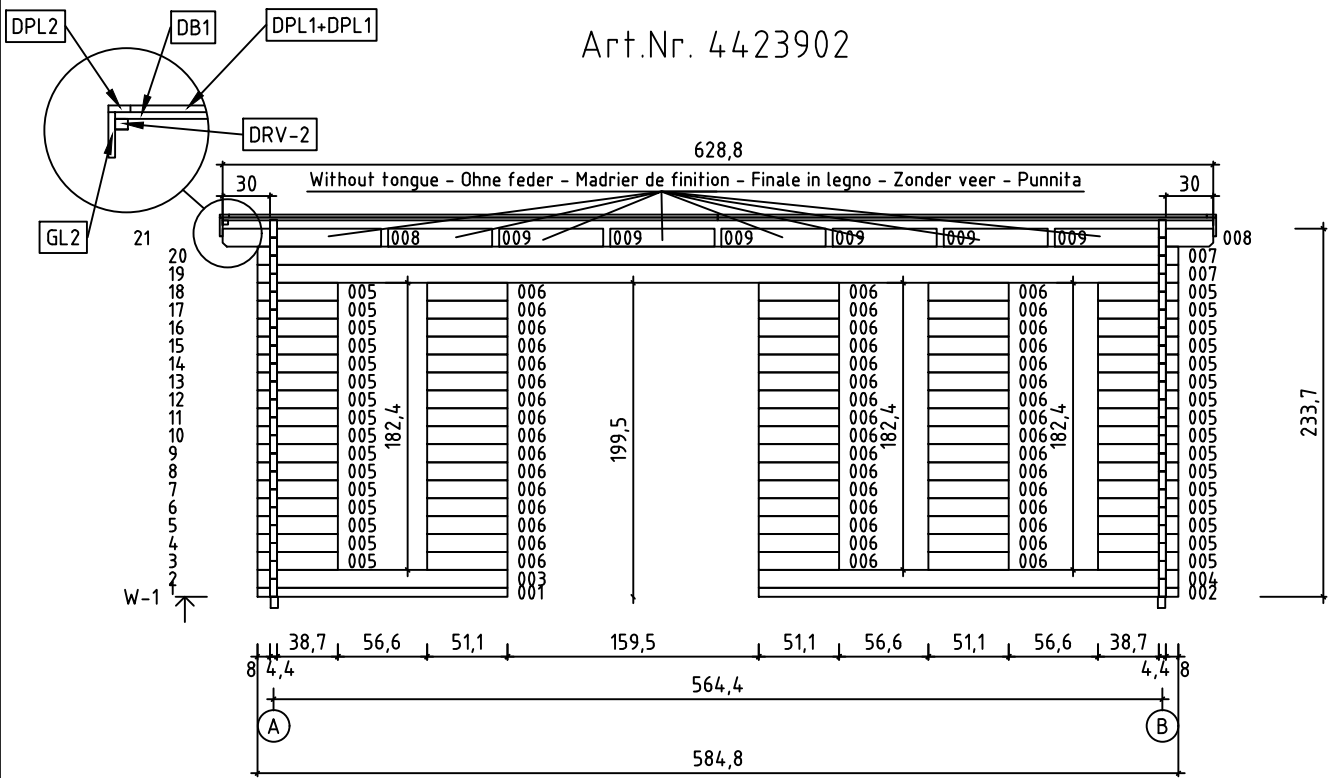 DPL2
DB1
DPL1+DPL1
Art.Nr. 4423902
DRV-2
GL2
628,8
30
Without tongue - Ohne feder - Madrier de finition - Finale in legno - Zonder veer - Punnita
30
21 008 009 009 009 009 009 009 008
20 007
19 007
18 005 006 006 006 005
17 005 006 006 006 005
16 005 006 006 006 005
15 005 006 006 006 005
14 005 006 006 006 005
13 005 006 006 006 005
12 005 006 006 006 005
11 005 006 006 006 005
10 005 006 006 006 005
9 005 006 006 006 005
8 005 006 006 006 005
7 005 006 006 006 005
6 005 006 006 006 005
5 005 006 006 006 005
4 005 006 006 006 005
3 005 006 006 006 005
2 003 004
1 001 002
182,4
199,5
182,4
182,4
233,7
W-1
38,7 56,6 51,1 159,5 51,1 56,6 51,1 56,6 38,7
8 4,4 4,4 8
564,4
A B
584,8